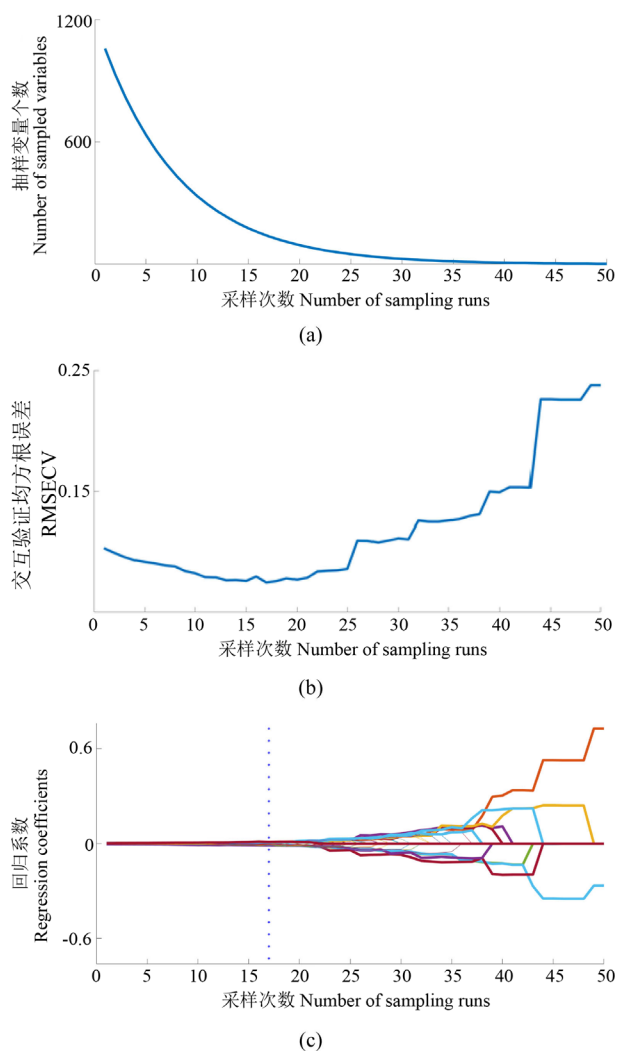 1200
600
抽样变量个数
Number of sampled variables
0 5 10 15 20 25 30 35 40 45 50
采样次数 Number of sampling runs
(a)
0.25
0.15
交互验证均方根误差
RMSECV
0 5 10 15 20 25 30 35 40 45 50
采样次数 Number of sampling runs
(b)
0.6
0
-0.6
回归系数
Regression coefficients
0 5 10 15 20 25 30 35 40 45 50
采样次数 Number of sampling runs
(c)